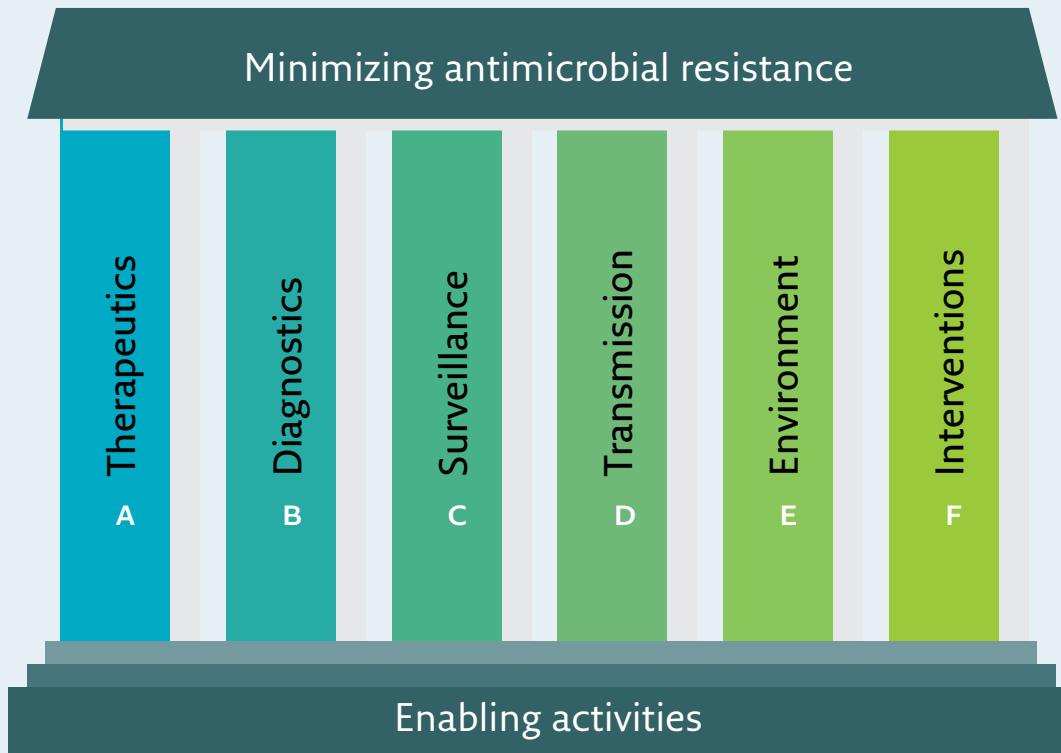 Minimizing antimicrobial resistance
Therapeutics
A
Diagnostics
B
Surveillance
C
Transmission
D
Environment
E
Interventions
F
Enabling activities